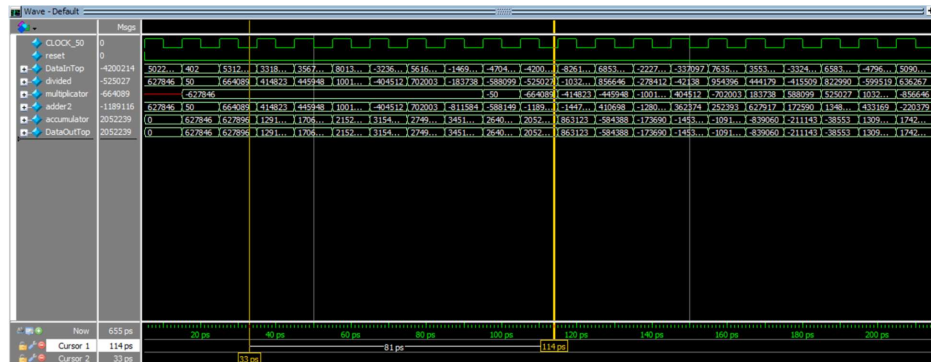 Wave - Default
Msgs
CLOCK_50 0
reset 0
DataInTop -4200214 5022... 402 5312... 3318... 3567... 8013... -3236... 5616... -1469... -4704... -4200... -8261... 6853... -2227... -337097 7635... 3553... -3324... 6583... -4796... 5090...
divided -525027 627846 50 664089 414823 445948 1001... -404512 702003 -183738 -588099 -525027 -1032... 856646 -278412 -42138 954396 444179 -415509 822990 -599519 636267
multiplicator -664089 -627846 -50 -664089 -414823 -445948 -1001... 404512 -702003 183738 588099 525027 1032... -856646
adder2 -1189116 627846 50 664089 414823 445948 1001... -404512 702003 -811584 -588149 -1189... -1447... 410698 -1280... 362374 252393 627917 172590 1348... 433169 -220379
accumulator 2052239 0 627846 627896 1291... 1706... 2152... 3154... 2749... 3451... 2640... 2052... 863123 -584388 -173690 -1453... -1091... -839060 -211143 -38553 1309... 1742...
DataOutTop 2052239 0 627846 627896 1291... 1706... 2152... 3154... 2749... 3451... 2640... 2052... 863123 -584388 -173690 -1453... -1091... -839060 -211143 -38553 1309... 1742...
Now 655 ps 20 ps 40 ps 60 ps 80 ps 100 ps 120 ps 140 ps 160 ps 180 ps 200 ps
Cursor 1 114 ps 81 ps 114 ps
Cursor 2 33 ps 33 ps